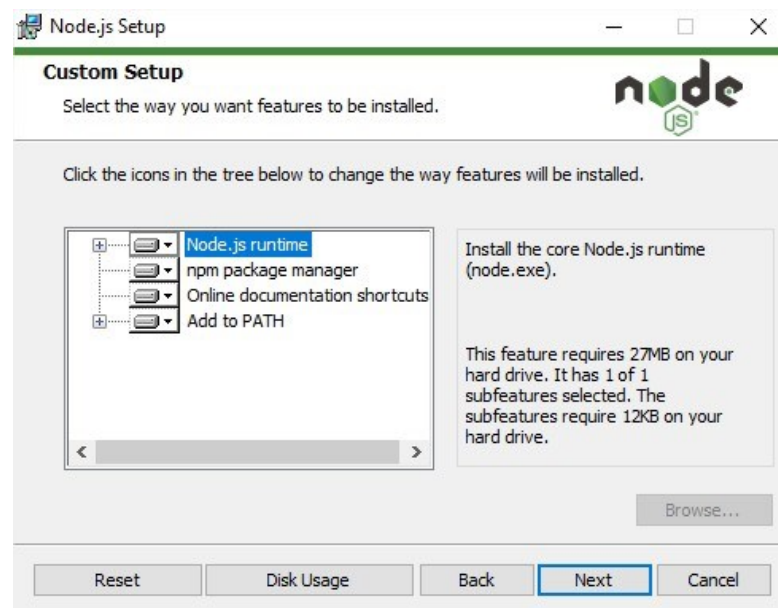 Node.js Setup
Custom Setup
Select the way you want features to be installed.
node
JS
Click the icons in the tree below to change the way features will be installed.
Node.js runtime
npm package manager
Online documentation shortcuts
Add to PATH
Install the core Node.js runtime
(node.exe).
This feature requires 27MB on your
hard drive. It has 1 of 1
subfeatures selected. The
subfeatures require 12KB on your
hard drive.
Browse...
Reset
Disk Usage
Back
Next
Cancel